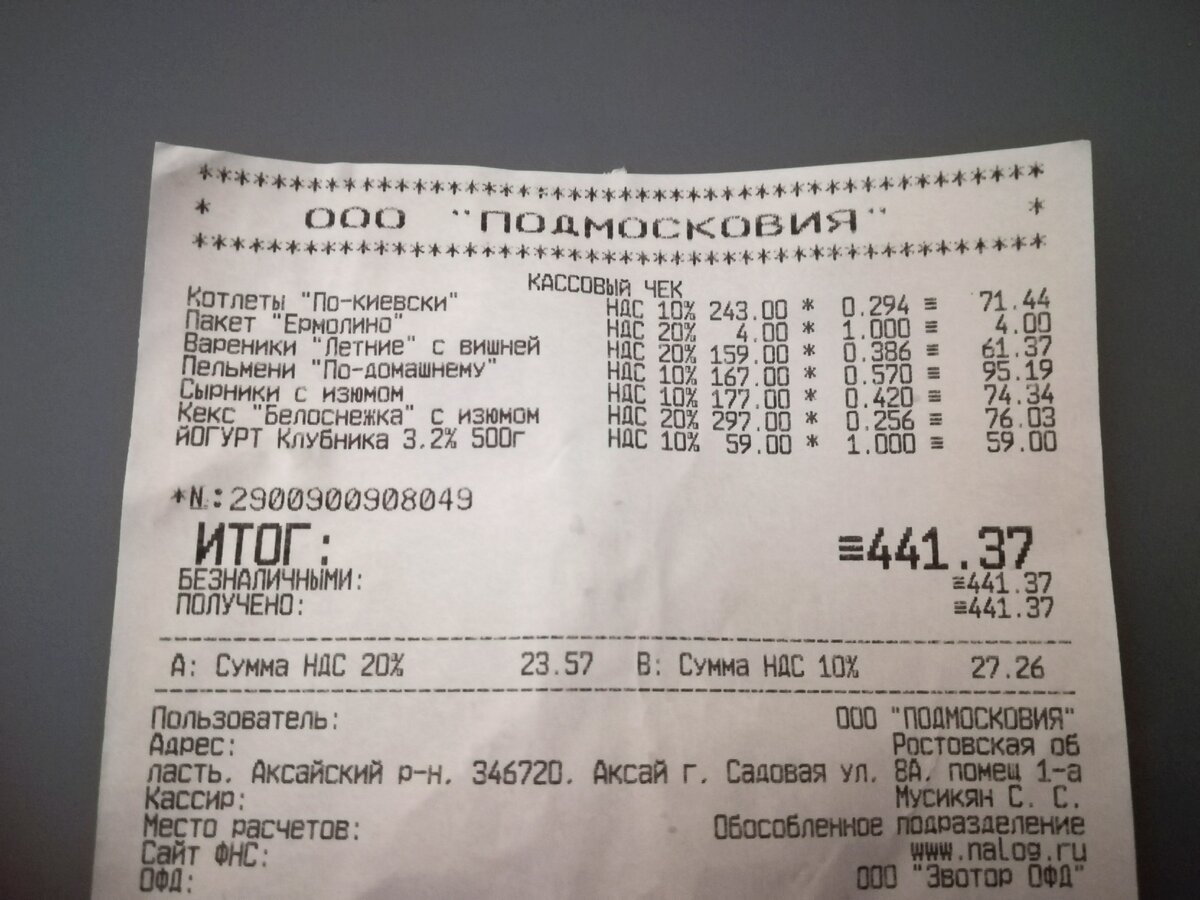 *******************************************
* ООО "ПОДМОСКОВИЯ" *
*******************************************
КАССОВЫЙ ЧЕК
Котлеты "По-киевски" НДС 10% 243.00 * 0.294 ≡ 71.44
Пакет "Ермолино" НДС 20% 4.00 * 1.000 ≡ 4.00
Вареники "Летние" с вишней НДС 20% 159.00 * 0.386 ≡ 61.37
Пельмени "По-домашнему" НДС 10% 167.00 * 0.570 ≡ 95.19
Сырники с изюмом НДС 10% 177.00 * 0.420 ≡ 74.34
Кекс "Белоснежка" с изюмом НДС 20% 297.00 * 0.256 ≡ 76.03
ЙОГУРТ Клубника 3.2% 500г НДС 10% 59.00 * 1.000 ≡ 59.00
*N.:2900900908049
ИТОГ: ≡441.37
БЕЗНАЛИЧНЫМИ: ≡441.37
ПОЛУЧЕНО: ≡441.37
А: Сумма НДС 20% 23.57 В: Сумма НДС 10% 27.26
Пользователь: ООО "ПОДМОСКОВИЯ"
Адрес: Ростовская об
ласть, Аксайский р-н, 346720, Аксай г, Садовая ул, 8А, помещ 1-а
Кассир: Мусикян С. С.
Место расчетов: Обособленное подразделение
Сайт ФНС: www.nalog.ru
ОФД: ООО "Эвотор ОФД"